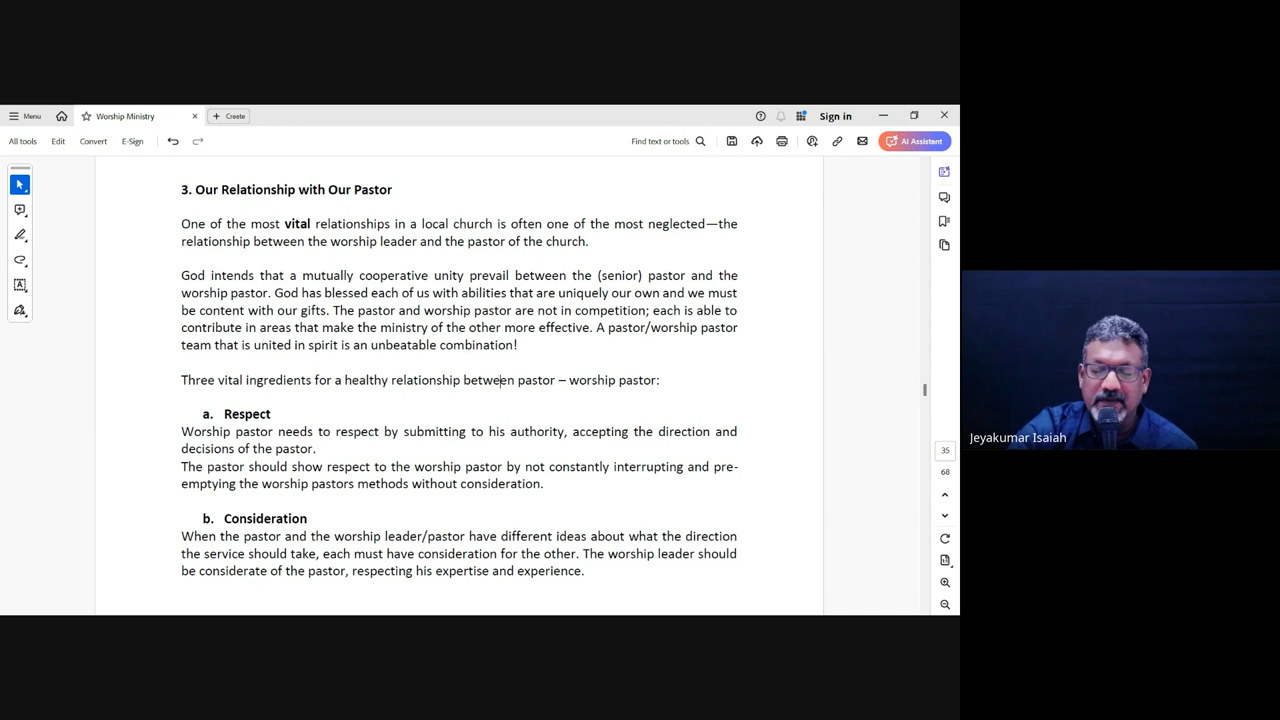 Menu
Worship Ministry
Create
Sign in
All tools
Edit
Convert
E-Sign
Find text or tools
AI Assistant
3. Our Relationship with Our Pastor
One of the most vital relationships in a local church is often one of the most neglected—the
relationship between the worship leader and the pastor of the church.
God intends that a mutually cooperative unity prevail between the (senior) pastor and the
worship pastor. God has blessed each of us with abilities that are uniquely our own and we must
be content with our gifts. The pastor and worship pastor are not in competition; each is able to
contribute in areas that make the ministry of the other more effective. A pastor/worship pastor
team that is united in spirit is an unbeatable combination!
Three vital ingredients for a healthy relationship between pastor – worship pastor:
a. Respect
Worship pastor needs to respect by submitting to his authority, accepting the direction and
decisions of the pastor.
The pastor should show respect to the worship pastor by not constantly interrupting and pre-
emptying the worship pastors methods without consideration.
b. Consideration
When the pastor and the worship leader/pastor have different ideas about what the direction
the service should take, each must have consideration for the other. The worship leader should
be considerate of the pastor, respecting his expertise and experience.
35
68
Jeyakumar Isaiah